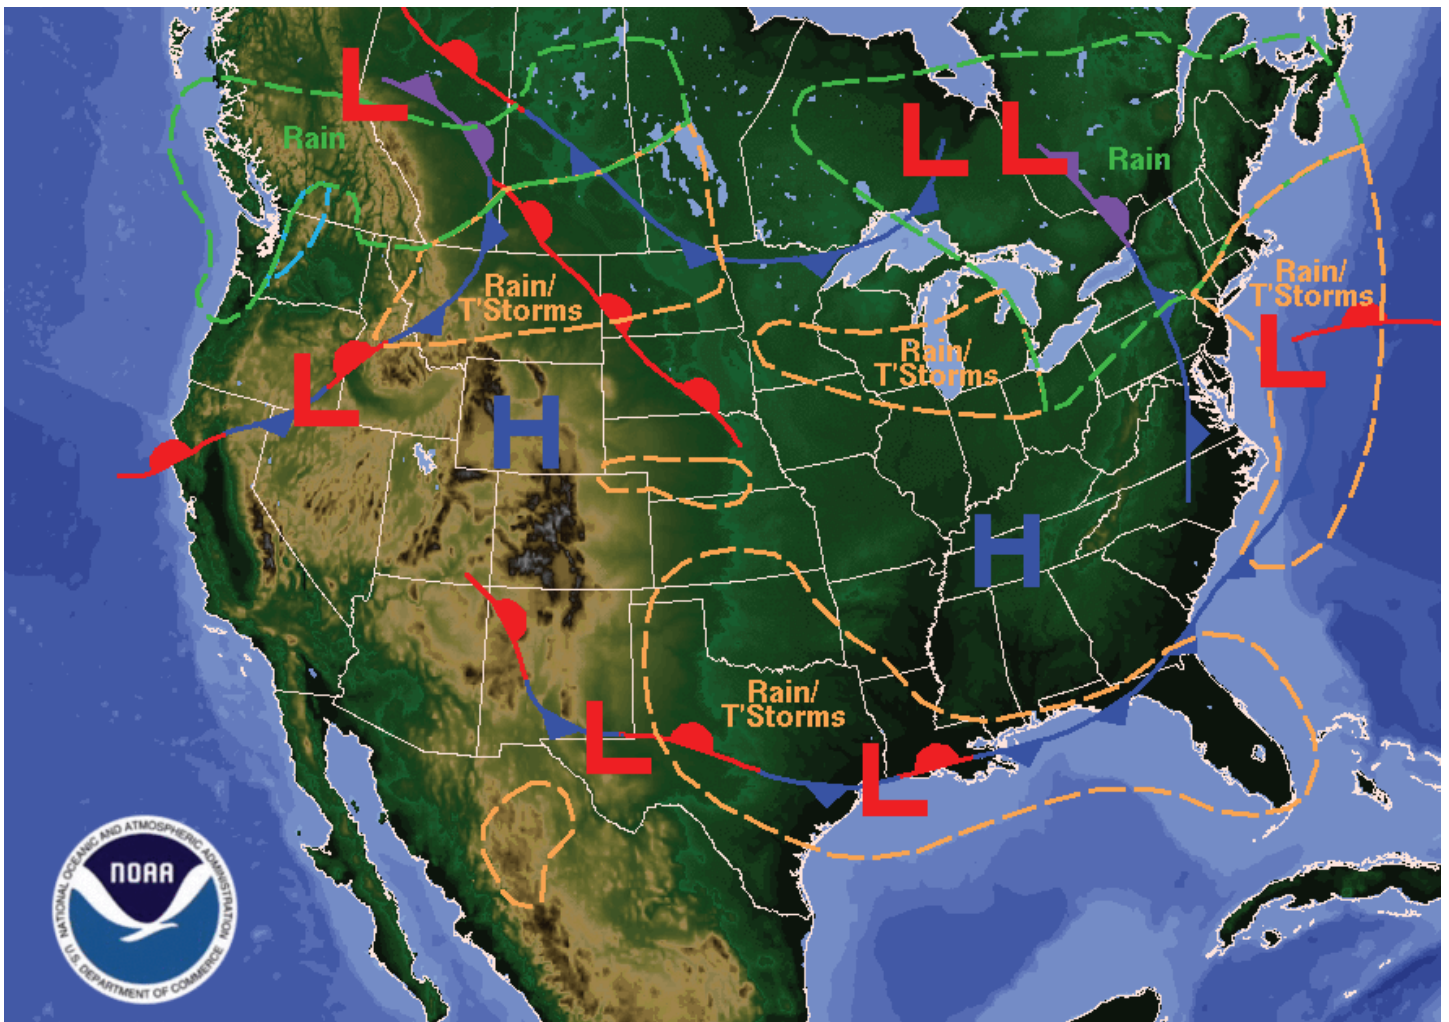 L
L
L
Rain
Rain
Rain/
T'Storms
Rain/
T'Storms
L
Rain/
T'Storms
L
H
H
Rain/
T'Storms
L
L
NOAA
NATIONAL OCEANIC AND ATMOSPHERIC ADMINISTRATION
U.S. DEPARTMENT OF COMMERCE